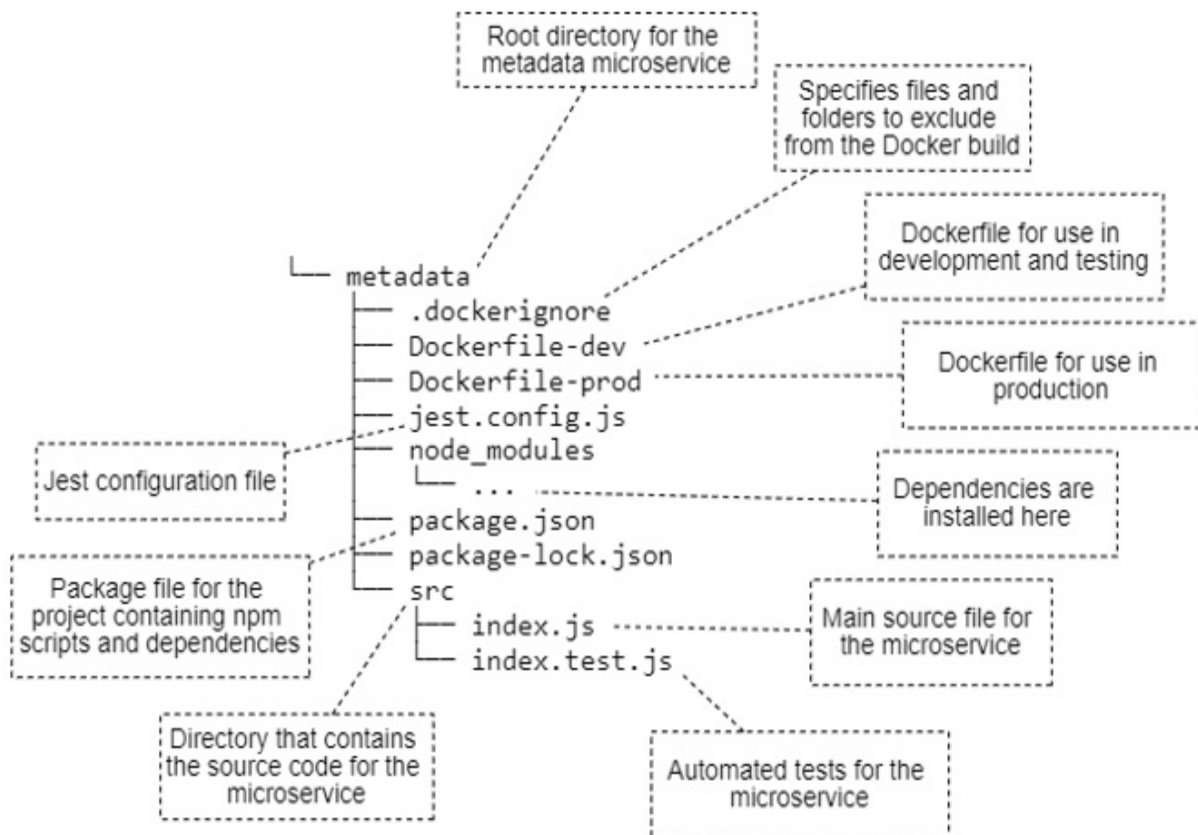 Root directory for the
metadata microservice
Specifies files and
folders to exclude
from the Docker build
Dockerfile for use in
development and testing
Dockerfile for use in
production
metadata
.dockerignore
Dockerfile-dev
Dockerfile-prod
jest.config.js
node_modules
...
package.json
package-lock.json
src
index.js
index.test.js
Jest configuration file
Dependencies are
installed here
Package file for the
project containing npm
scripts and dependencies
Main source file for
the microservice
Directory that contains
the source code for the
microservice
Automated tests for the
microservice